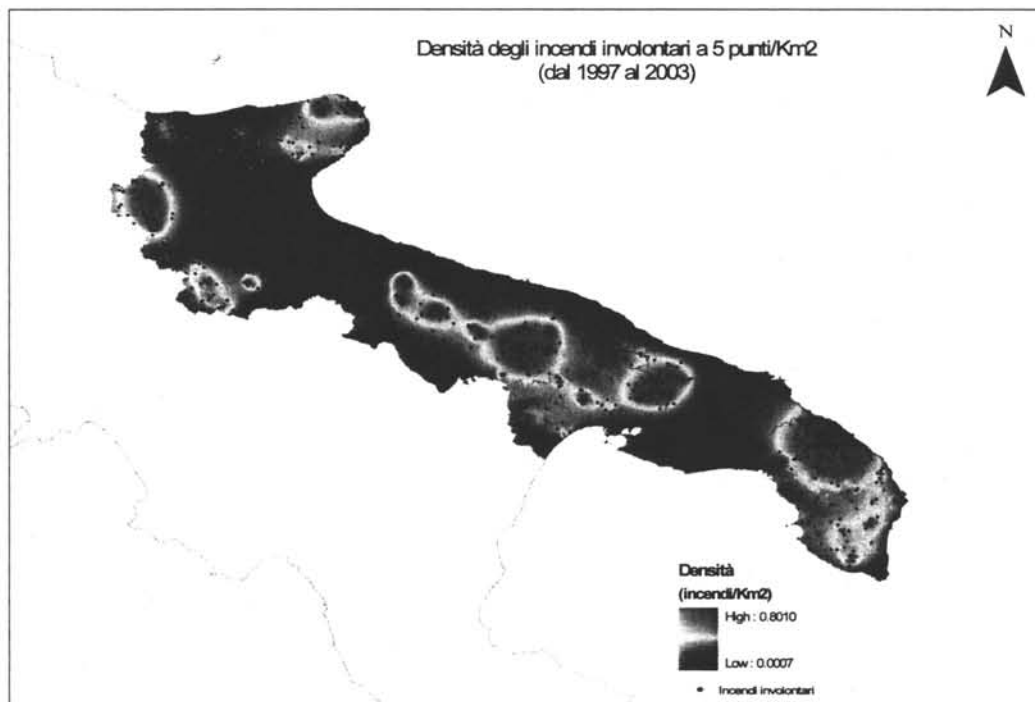 Densità degli incendi involontari a 5 punti/Km2
(dal 1997 al 2003)
N
Densità
(incendi/Km2)
High : 0.8010
Low : 0.0007
Incendi involontari